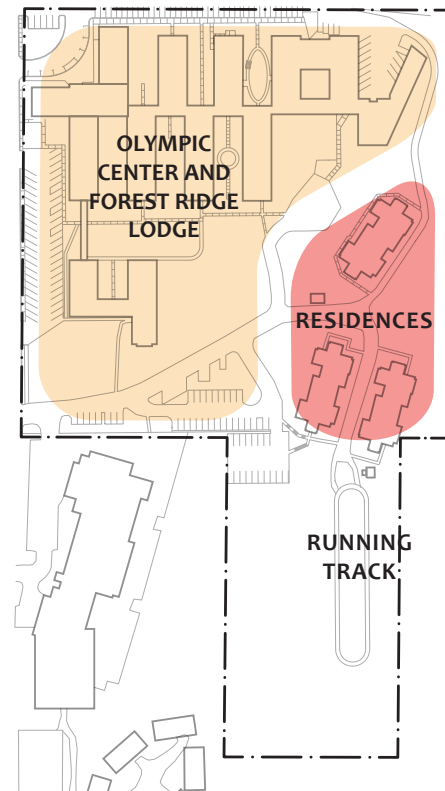 OLYMPIC
CENTER AND
FOREST RIDGE
LODGE
RESIDENCES
RUNNING
TRACK